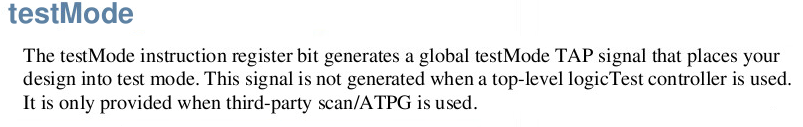 testMode
The testMode instruction register bit generates a global testMode TAP signal that places your
design into test mode. This signal is not generated when a top-level logicTest controller is used.
It is only provided when third-party scan/ATPG is used.